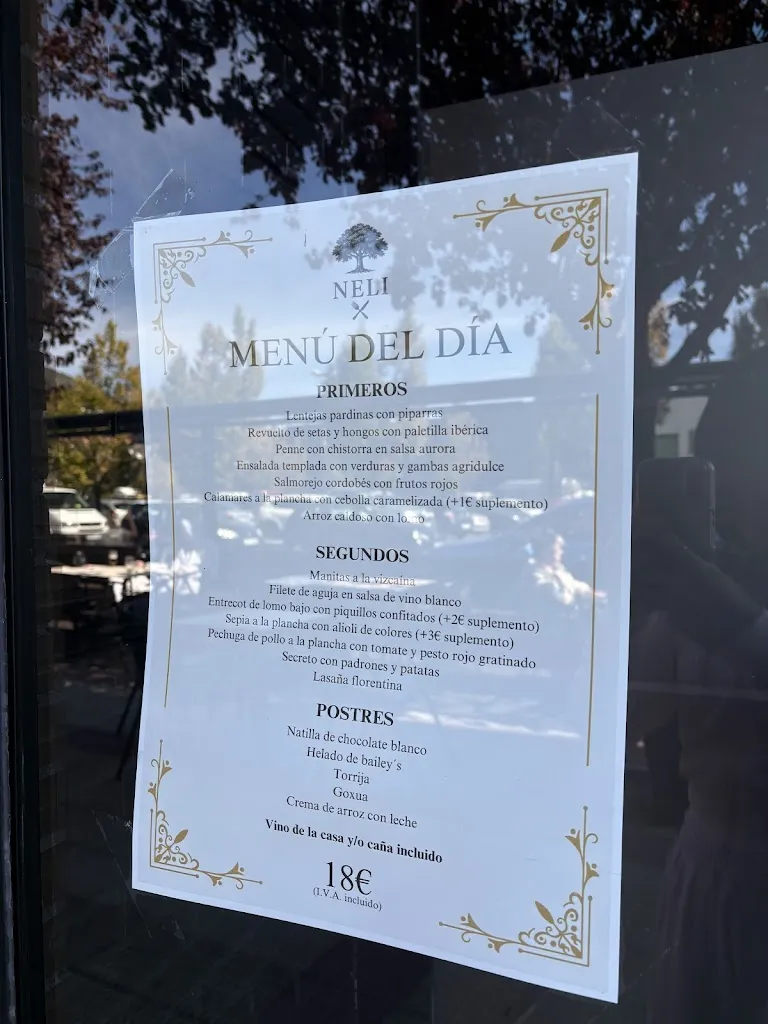 NELI
MENÚ DEL DÍA
PRIMEROS
Lentejas pardinas con piparras
Revuelto de setas y hongos con paletilla ibérica
Penne con chistorra en salsa aurora
Ensalada templada con verduras y gambas agridulce
Salmorejo cordobés con frutos rojos
Calamares a la plancha con cebolla caramelizada (+1€ suplemento)
Arroz caldoso con
SEGUNDOS
Manitas a la vizcaína
Filete de aguja en salsa de vino blanco
Entrecot de lomo bajo con piquillos confitados (+2€ suplemento)
Sepia a la plancha con alioli de colores (+3€ suplemento)
Pechuga de pollo a la plancha con tomate y pesto rojo gratinado
Secreto con padrones y patatas
Lasaña florentina
POSTRES
Natilla de chocolate blanco
Helado de bailey´s
Torrija
Goxua
Crema de arroz con leche
Vino de la casa y/o caña incluido
18€
(I.V.A. incluido)